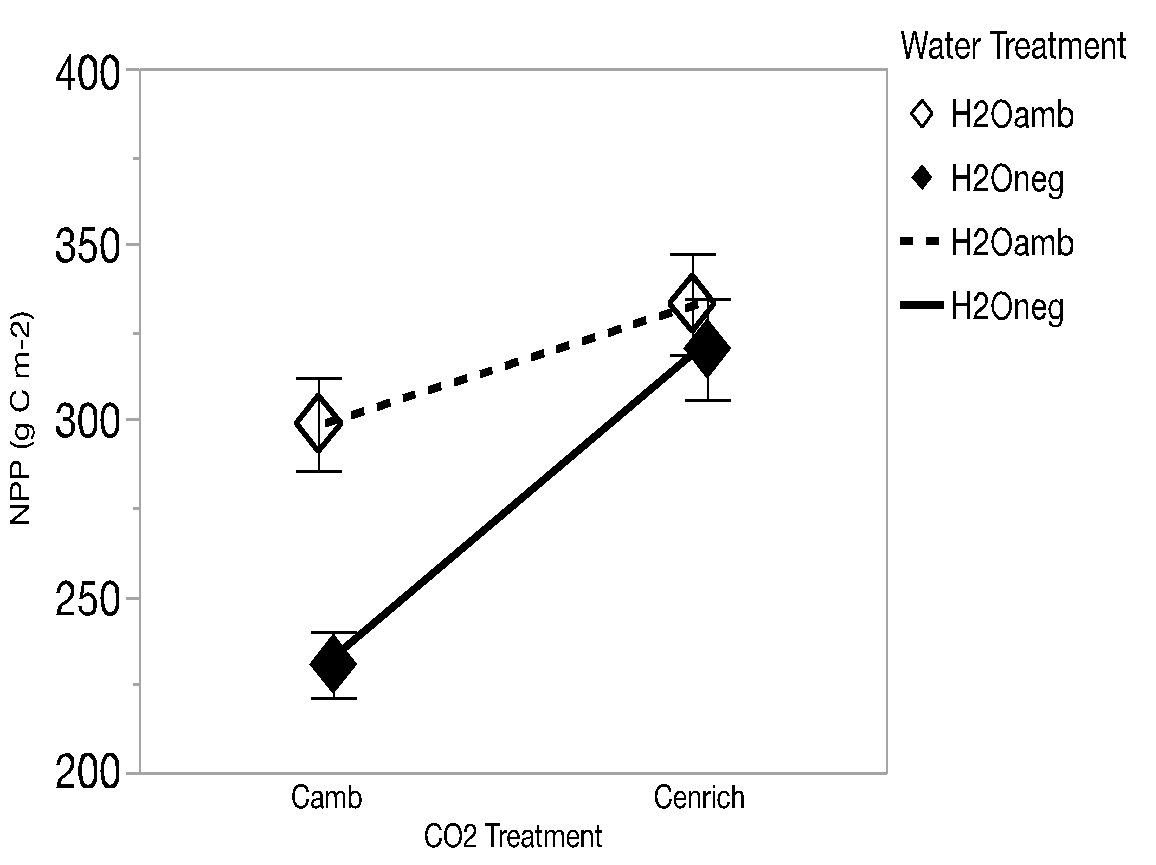 Water Treatment
H2Oamb
H2Oneg
H2Oamb
H2Oneg
400
350
300
250
200
NPP (g C m-2)
Camb Cenrich
CO2 Treatment